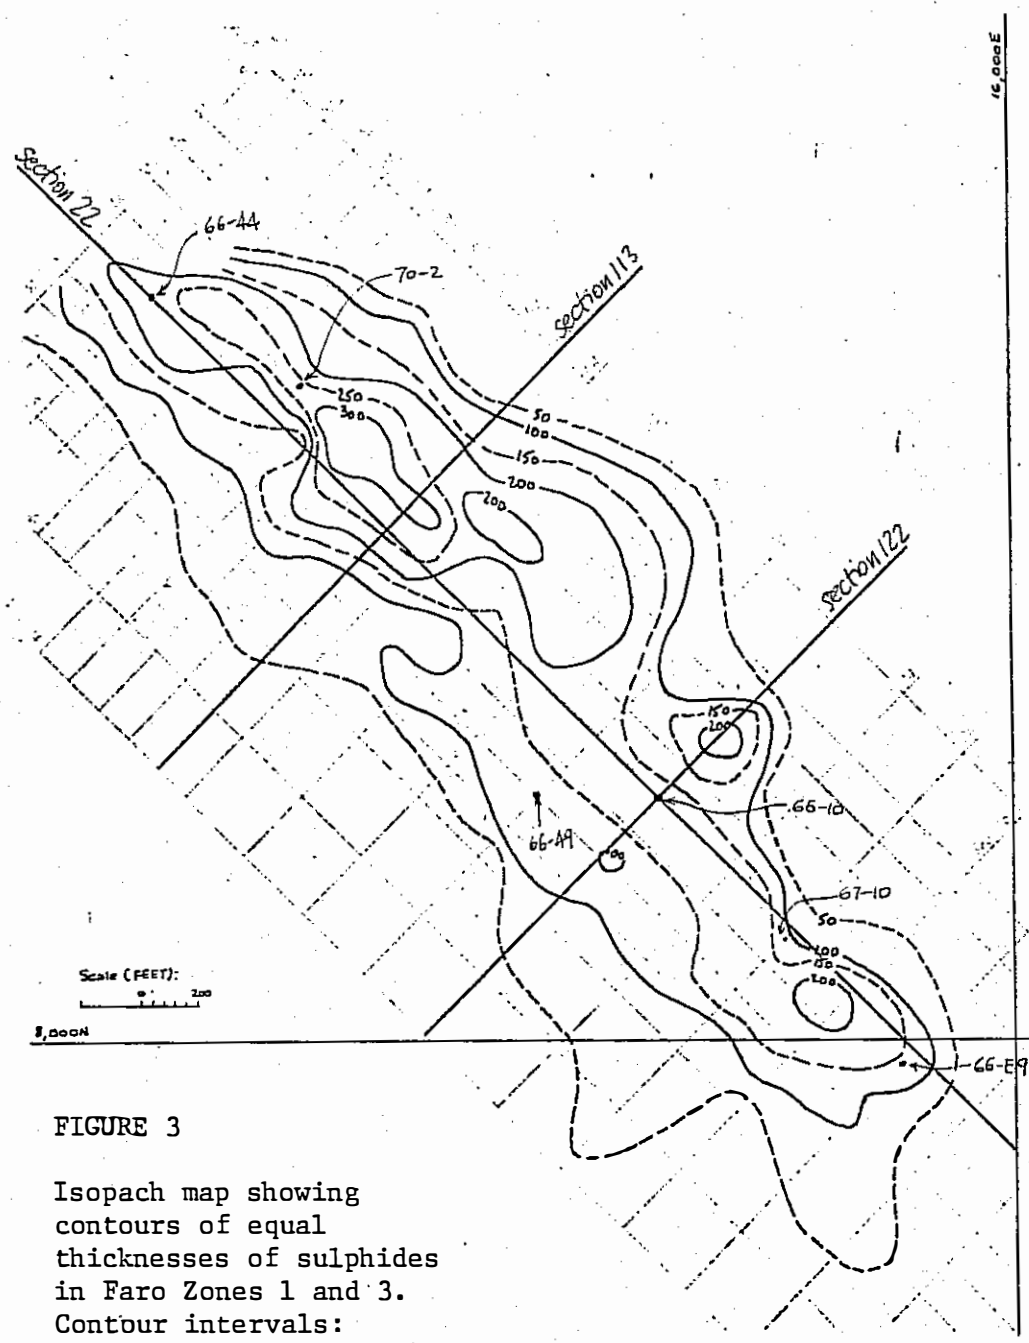 16,000E
Section 22
66-44
70-2
Section 113
250
300
50
100
150
200
200
Section 122
150
200
66-10
66-49
100
67-10
50
100
150
200
Scale (FEET):
0 200
8,000N
66-E9
FIGURE 3
Isopach map showing
contours of equal
thicknesses of sulphides
in Faro Zones 1 and 3.
Contour intervals: